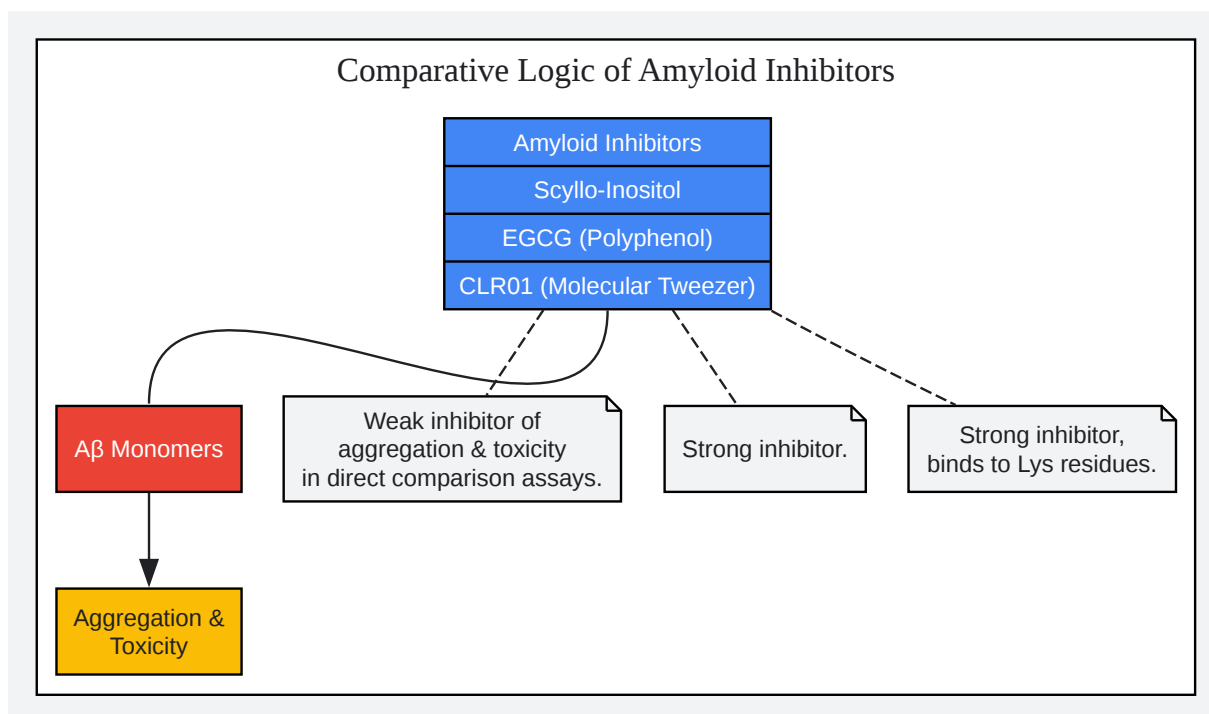 Comparative Logic of Amyloid Inhibitors
Amyloid Inhibitors
Scyllo-Inositol
EGCG (Polyphenol)
CLR01 (Molecular Tweezer)
Aβ Monomers
Weak inhibitor of
aggregation & toxicity
in direct comparison assays.
Strong inhibitor.
Strong inhibitor,
binds to Lys residues.
Aggregation &
Toxicity